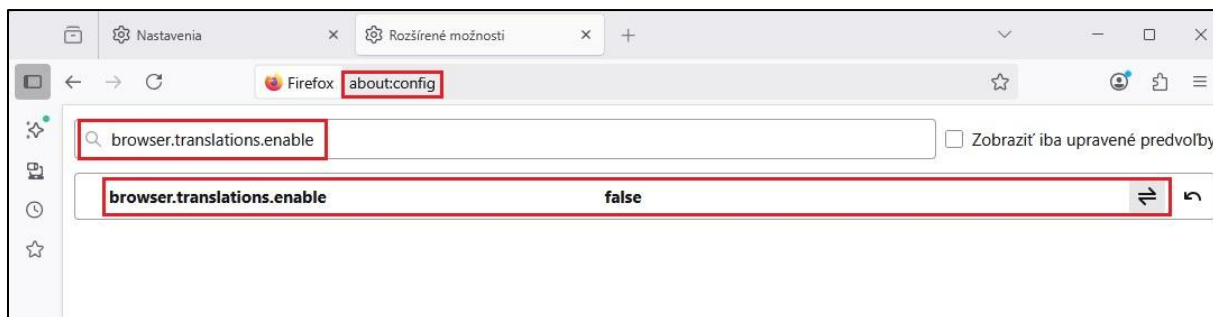 Nastavenia Rozšírené možnosti
Firefox about:config
browser.translations.enable Zobraziť iba upravené predvoľby
browser.translations.enable false